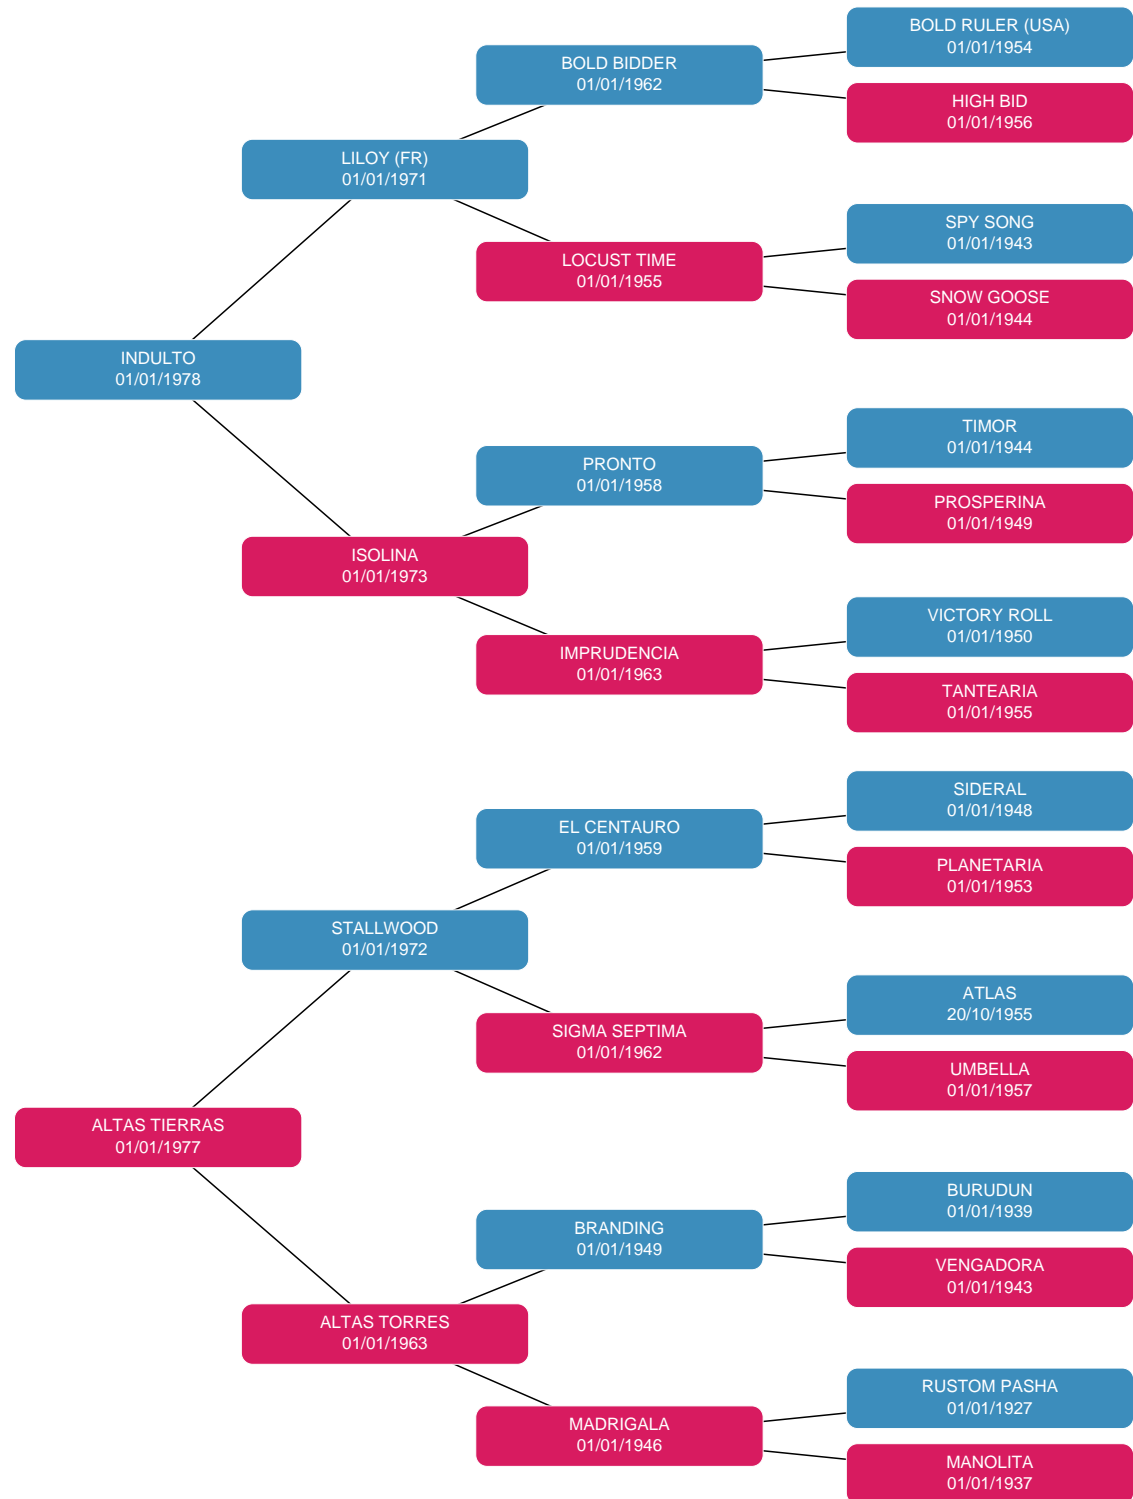 BOLD RULER (USA)
01/01/1954
BOLD BIDDER
01/01/1962
HIGH BID
01/01/1956
LILOY (FR)
01/01/1971
SPY SONG
01/01/1943
LOCUST TIME
01/01/1955
SNOW GOOSE
01/01/1944
INDULTO
01/01/1978
TIMOR
01/01/1944
PRONTO
01/01/1958
PROSPERINA
01/01/1949
ISOLINA
01/01/1973
VICTORY ROLL
01/01/1950
IMPRUDENCIA
01/01/1963
TANTEARIA
01/01/1955
SIDERAL
01/01/1948
EL CENTAURO
01/01/1959
PLANETARIA
01/01/1953
STALLWOOD
01/01/1972
ATLAS
20/10/1955
SIGMA SEPTIMA
01/01/1962
UMBELLA
01/01/1957
ALTAS TIERRAS
01/01/1977
BURUDUN
01/01/1939
BRANDING
01/01/1949
VENGADORA
01/01/1943
ALTAS TORRES
01/01/1963
RUSTOM PASHA
01/01/1927
MADRIGALA
01/01/1946
MANOLITA
01/01/1937